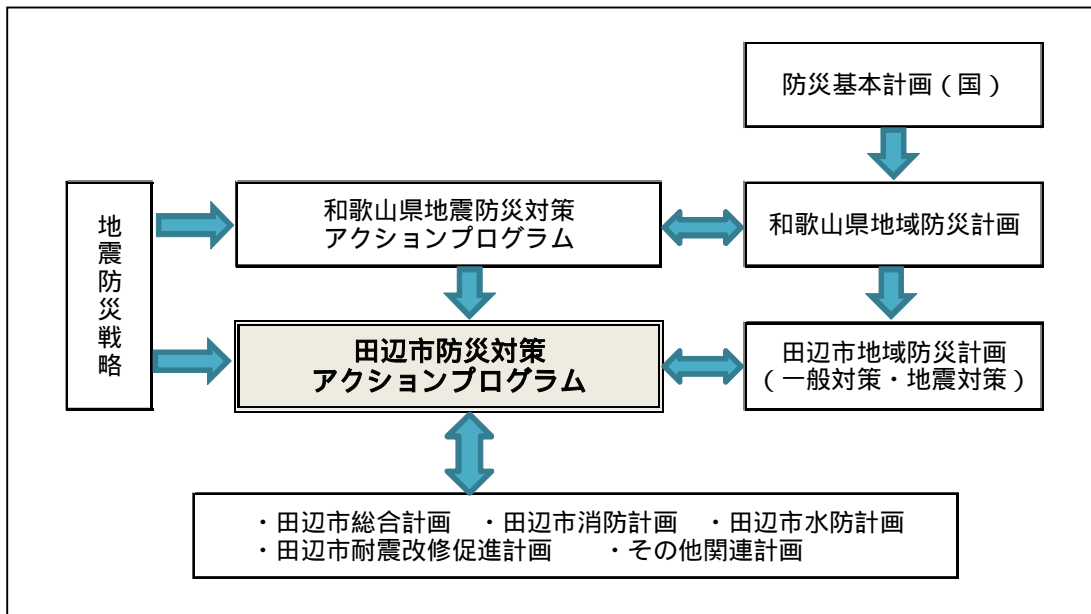 防災基本計画（国）
地震防災戦略
和歌山県地震防災対策
アクションプログラム
和歌山県地域防災計画
田辺市防災対策
アクションプログラム
田辺市地域防災計画
（一般対策・地震対策）
・田辺市総合計画　・田辺市消防計画　・田辺市水防計画
・田辺市耐震改修促進計画　　・その他関連計画